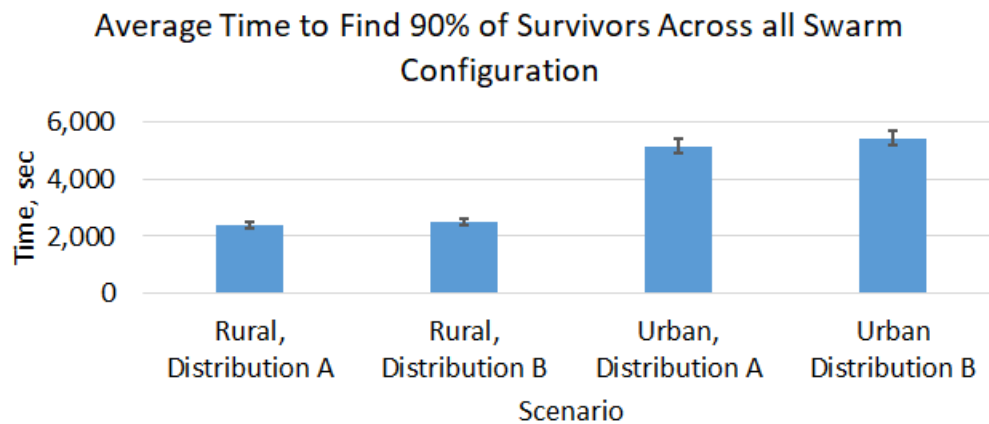 Average Time to Find 90% of Survivors Across all Swarm
Configuration
6,000
4,000
2,000
0
Time, sec
Rural,
Distribution A
Rural,
Distribution B
Urban,
Distribution A
Urban
Distribution B
Scenario